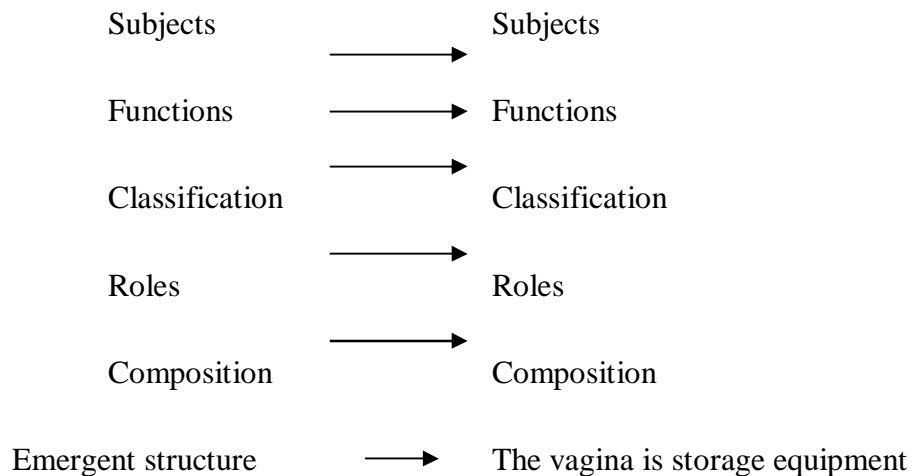 Subjects Subjects
Functions Functions
Classification Classification
Roles Roles
Composition Composition
Emergent structure The vagina is storage equipment